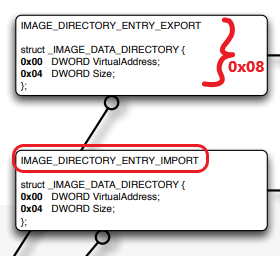 IMAGE_DIRECTORY_ENTRY_EXPORT
struct _IMAGE_DATA_DIRECTORY {
0x00 DWORD VirtualAddress;
0x04 DWORD Size;
};
0x08
IMAGE_DIRECTORY_ENTRY_IMPORT
struct _IMAGE_DATA_DIRECTORY {
0x00 DWORD VirtualAddress;
0x04 DWORD Size;
};